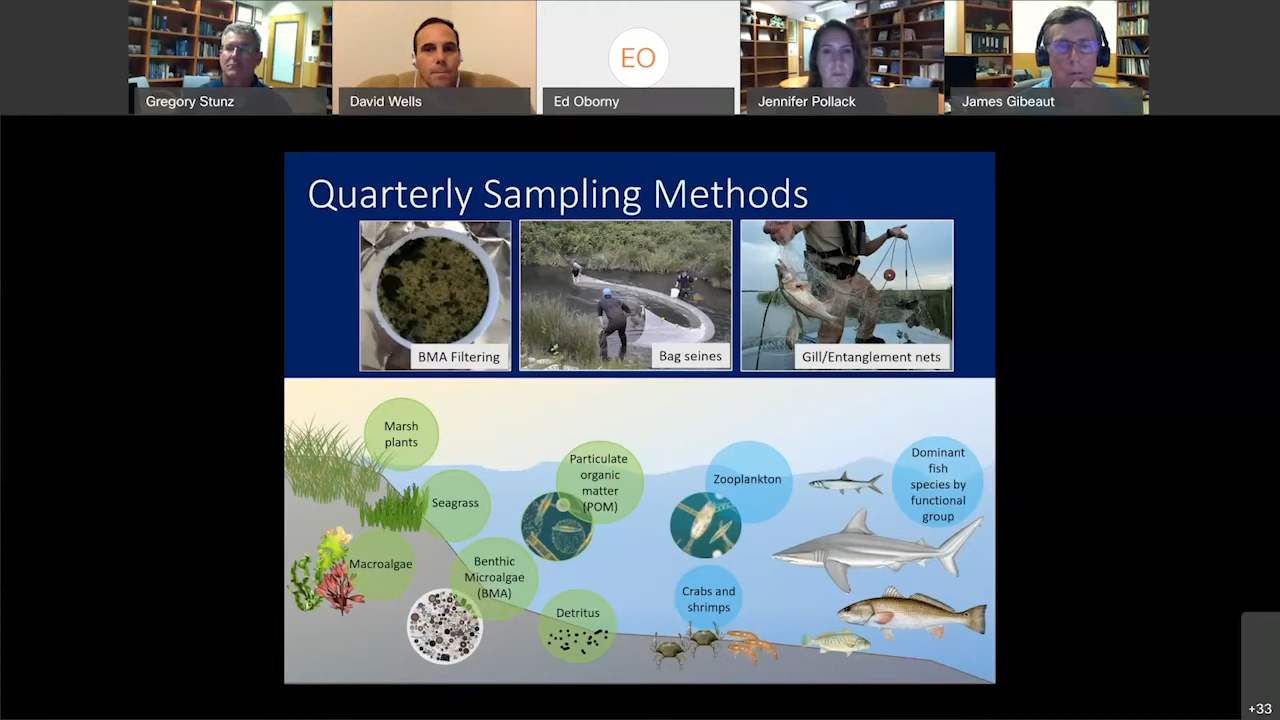 EO
Gregory Stunz
David Wells
Ed Oborny
Jennifer Pollack
James Gibeaut
Quarterly Sampling Methods
BMA Filtering
Bag seines
Gill/Entanglement nets
Marsh
plants
Seagrass
Macroalgae
Benthic
Microalgae
(BMA)
Particulate
organic
matter
(POM)
Detritus
Zooplankton
Crabs and
shrimps
Dominant
fish
species by
functional
group
+33